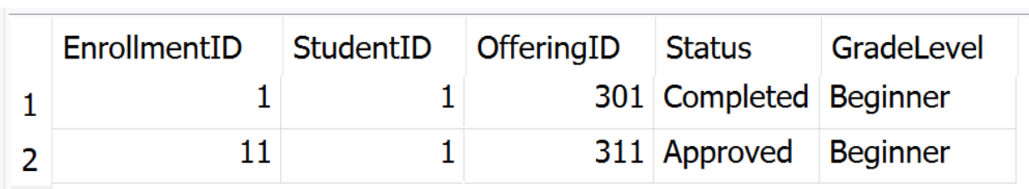 EnrollmentID StudentID OfferingID Status GradeLevel
1 1 1 301 Completed Beginner
2 11 1 311 Approved Beginner